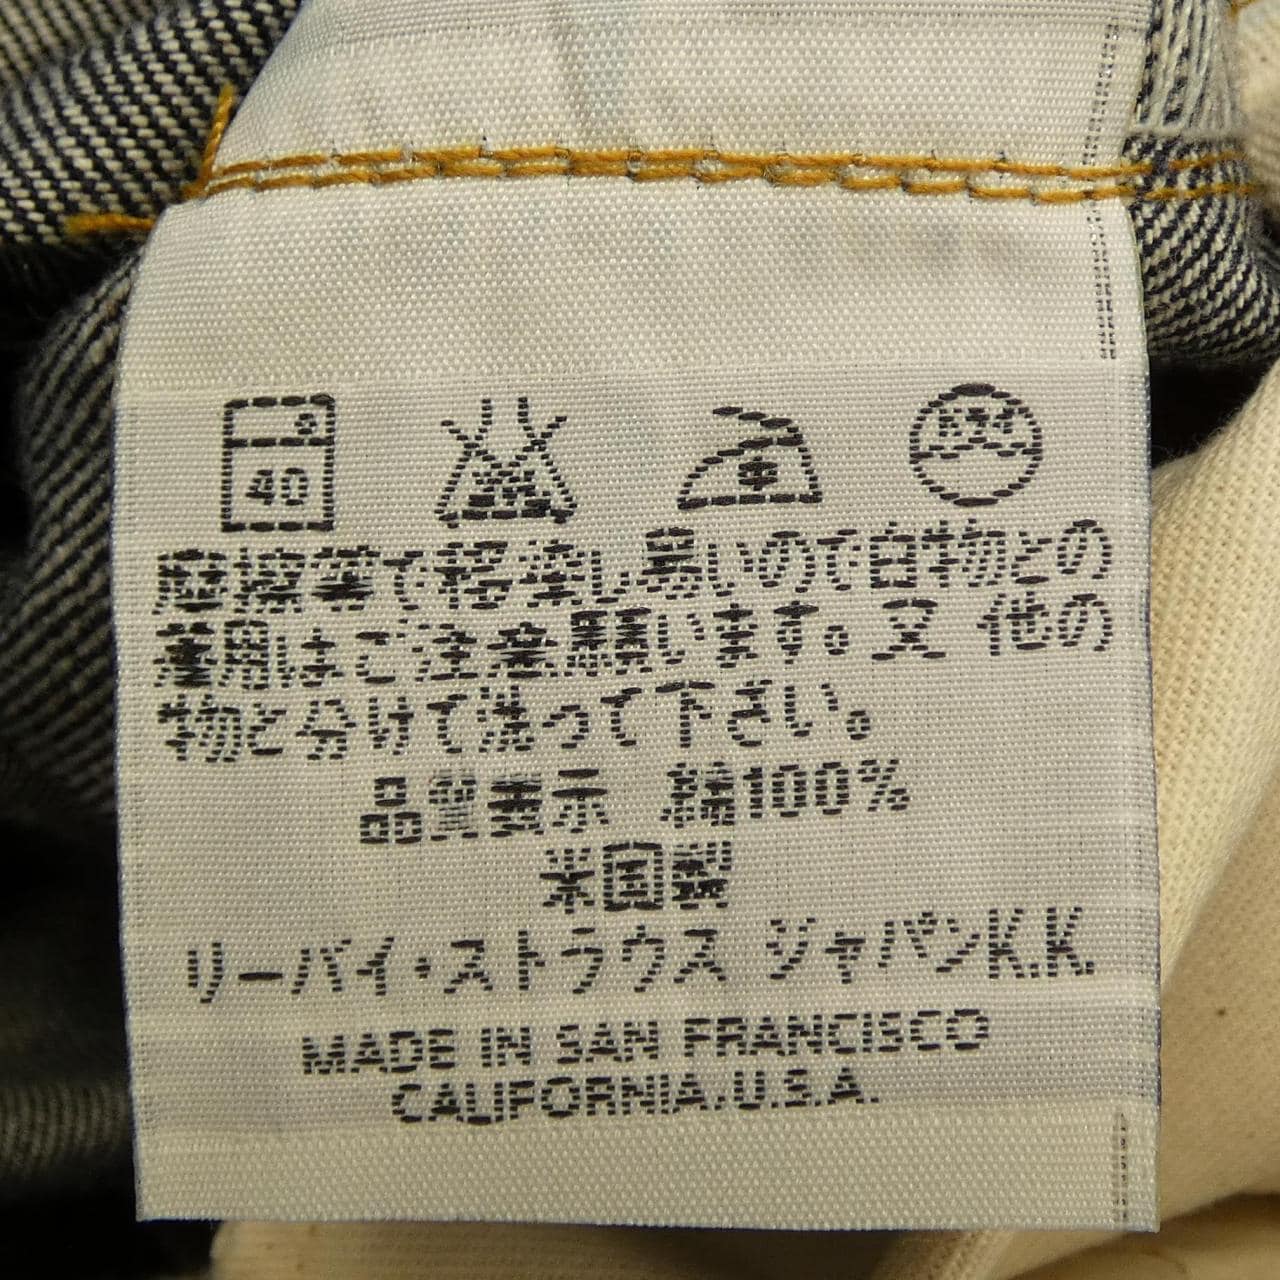 40
摩擦等で移染し易いので白物との
着用はご注意願います。又 他の
物と分けて洗って下さい。
品質表示 綿100%
米国製
リーバイ・ストラウス ジャパンK.K.
MADE IN SAN FRANCISCO
CALIFORNIA,U.S.A.